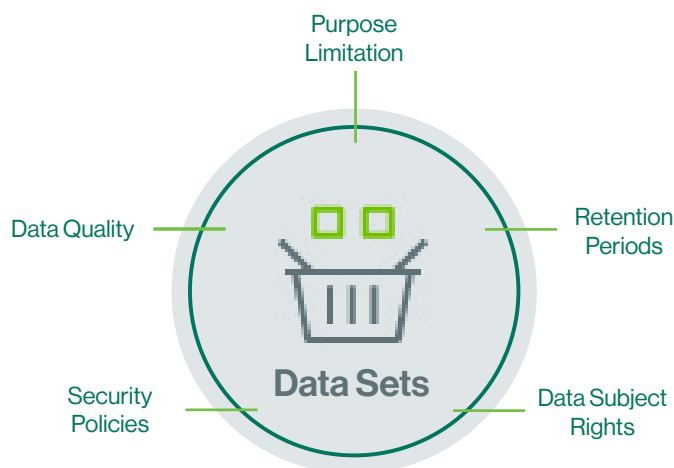 Purpose
Limitation
Data Quality
Retention
Periods
Data Sets
Security
Policies
Data Subject
Rights